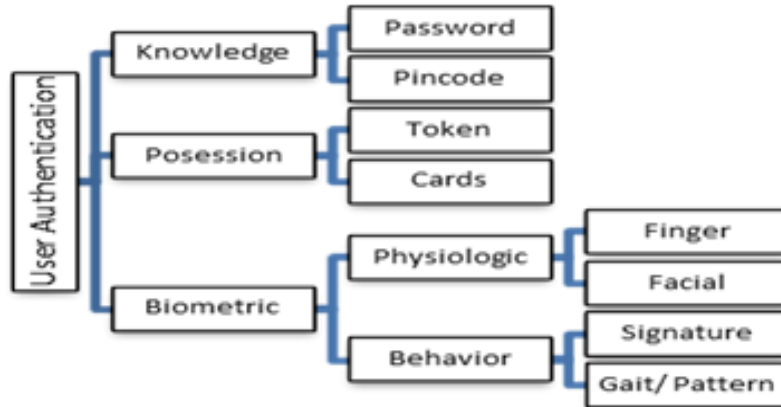 User Authentication
Knowledge
Password
Pincode
Posession
Token
Cards
Biometric
Physiologic
Finger
Facial
Behavior
Signature
Gait/ Pattern